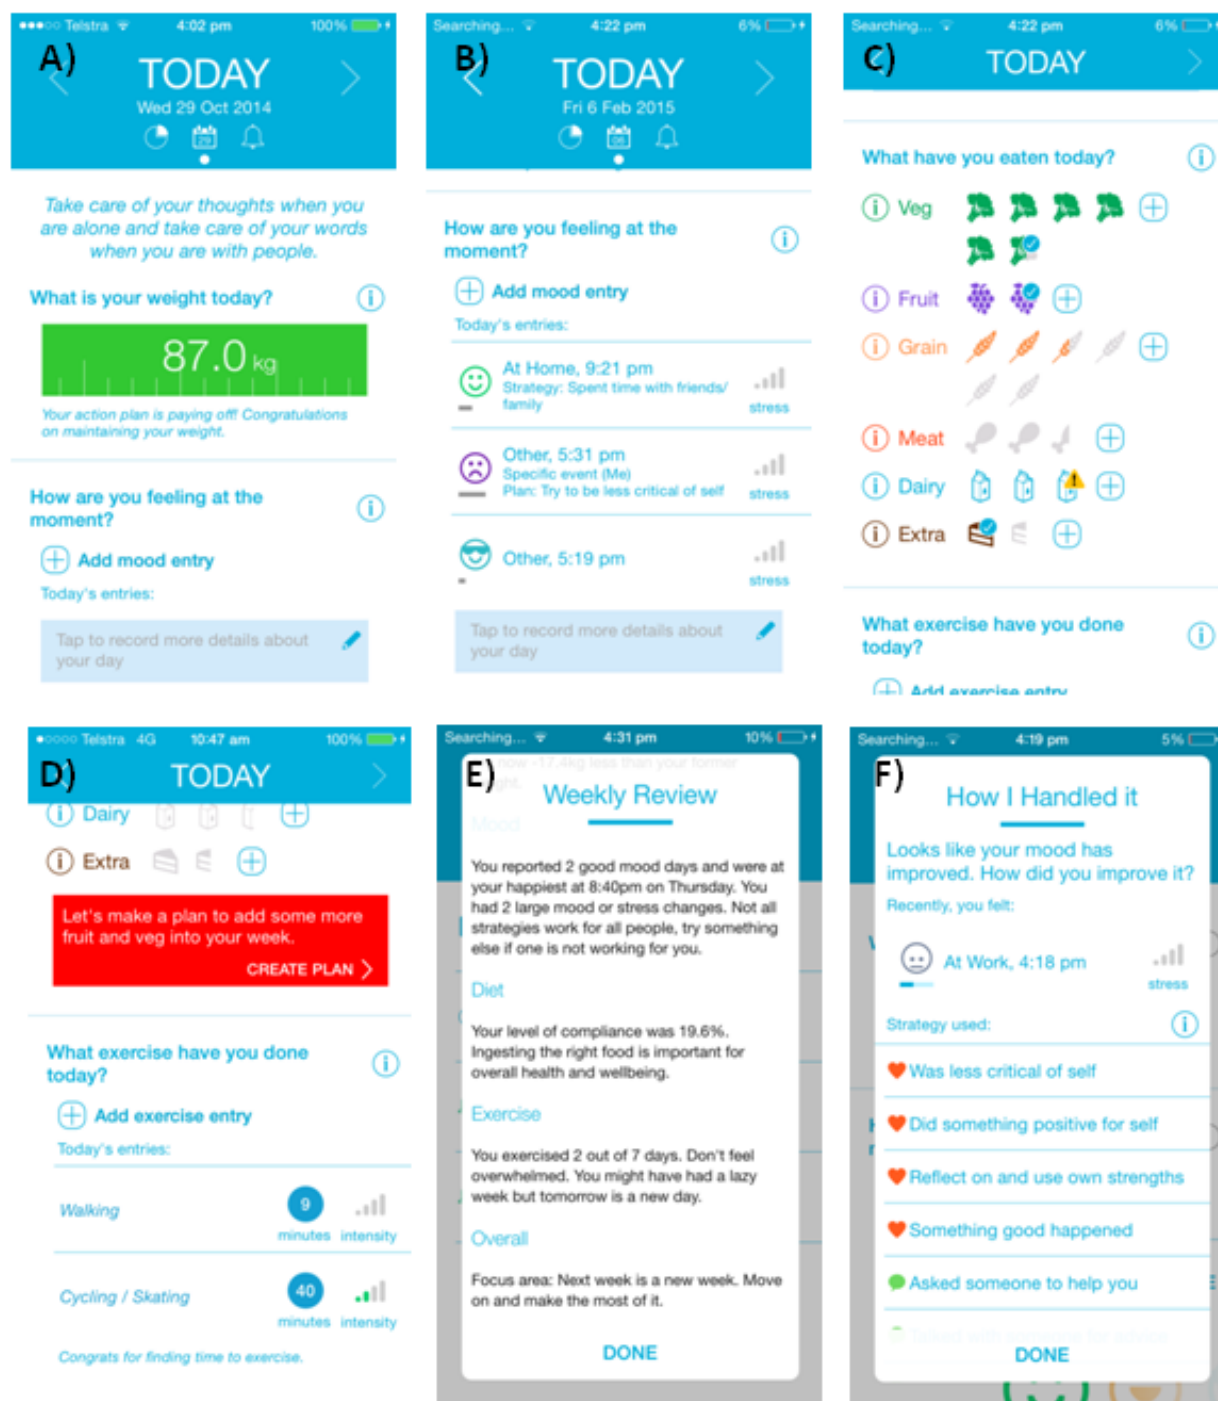 Telstra 4:02 pm 100%
A)
TODAY
Wed 29 Oct 2014
29
Take care of your thoughts when you
are alone and take care of your words
when you are with people.
What is your weight today?
87.0 kg
Your action plan is paying off! Congratulations
on maintaining your weight.
How are you feeling at the
moment?
Add mood entry
Today's entries:
Tap to record more details about
your day
Searching... 4:22 pm 6%
B)
TODAY
Fri 6 Feb 2015
06
How are you feeling at the
moment?
Add mood entry
Today's entries:
At Home, 9:21 pm
Strategy: Spent time with friends/
family
stress
Other, 5:31 pm
Specific event (Me)
Plan: Try to be less critical of self
stress
Other, 5:19 pm
stress
Tap to record more details about
your day
Searching... 4:22 pm 6%
C)
TODAY
What have you eaten today?
Veg
Fruit
Grain
Meat
Dairy
Extra
What exercise have you done
today?
Add exercise entry
Telstra 4G 10:47 am 100%
D)
TODAY
Dairy
Extra
Let's make a plan to add some more
fruit and veg into your week.
CREATE PLAN
What exercise have you done
today?
Add exercise entry
Today's entries:
Walking
9
minutes intensity
Cycling / Skating
40
minutes intensity
Congrats for finding time to exercise.
Searching... 4:31 pm 10%
now -17.4kg less than your former
E)
Weekly Review
Mood
You reported 2 good mood days and were at
your happiest at 8:40pm on Thursday. You
had 2 large mood or stress changes. Not all
strategies work for all people, try something
else if one is not working for you.
Diet
Your level of compliance was 19.6%.
Ingesting the right food is important for
overall health and wellbeing.
Exercise
You exercised 2 out of 7 days. Don't feel
overwhelmed. You might have had a lazy
week but tomorrow is a new day.
Overall
Focus area: Next week is a new week. Move
on and make the most of it.
DONE
Searching... 4:19 pm 5%
F)
How I Handled it
Looks like your mood has
improved. How did you improve it?
Recently, you felt:
At Work, 4:18 pm
stress
Strategy used:
Was less critical of self
Did something positive for self
Reflect on and use own strengths
Something good happened
Asked someone to help you
DONE